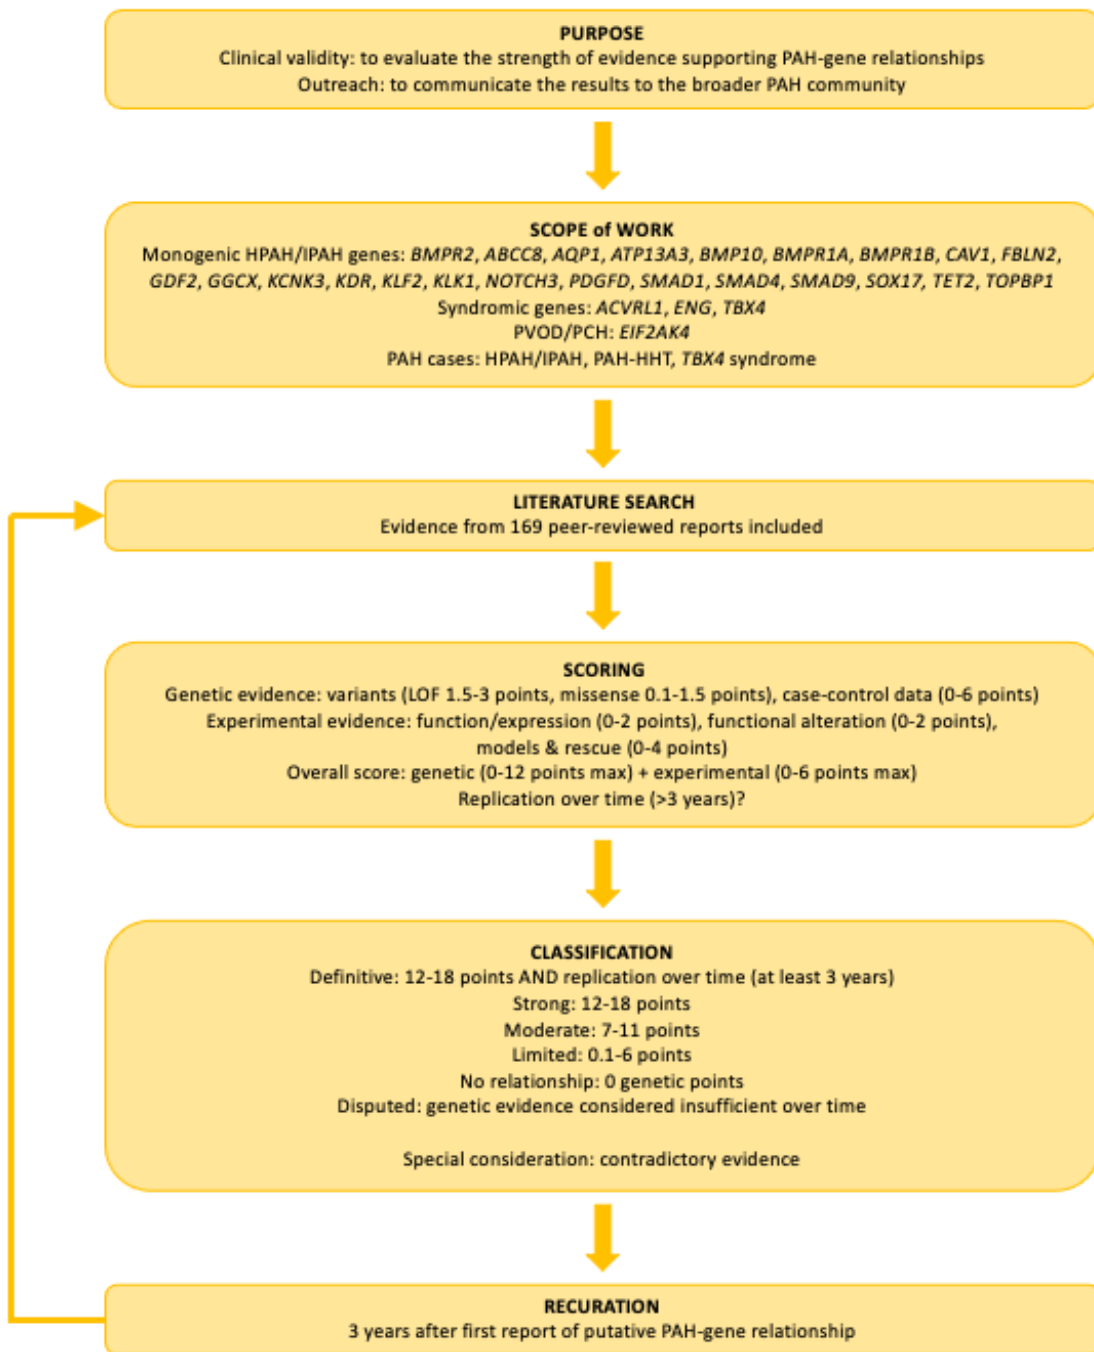 PURPOSE
Clinical validity: to evaluate the strength of evidence supporting PAH-gene relationships
Outreach: to communicate the results to the broader PAH community
SCOPE of WORK
Monogenic HPAH/IPAH genes: BMPR2, ABCC8, AQP1, ATP13A3, BMP10, BMPR1A, BMPR1B, CAV1, FBLN2,
GDF2, GGCX, KCNK3, KDR, KLF2, KLK1, NOTCH3, PDGFD, SMAD1, SMAD4, SMAD9, SOX17, TET2, TOPBP1
Syndromic genes: ACVRL1, ENG, TBX4
PVOD/PCH: EIF2AK4
PAH cases: HPAH/IPAH, PAH-HHT, TBX4 syndrome
LITERATURE SEARCH
Evidence from 169 peer-reviewed reports included
SCORING
Genetic evidence: variants (LOF 1.5-3 points, missense 0.1-1.5 points), case-control data (0-6 points)
Experimental evidence: function/expression (0-2 points), functional alteration (0-2 points),
models & rescue (0-4 points)
Overall score: genetic (0-12 points max) + experimental (0-6 points max)
Replication over time (>3 years)?
CLASSIFICATION
Definitive: 12-18 points AND replication over time (at least 3 years)
Strong: 12-18 points
Moderate: 7-11 points
Limited: 0.1-6 points
No relationship: 0 genetic points
Disputed: genetic evidence considered insufficient over time
Special consideration: contradictory evidence
RECURATION
3 years after first report of putative PAH-gene relationship